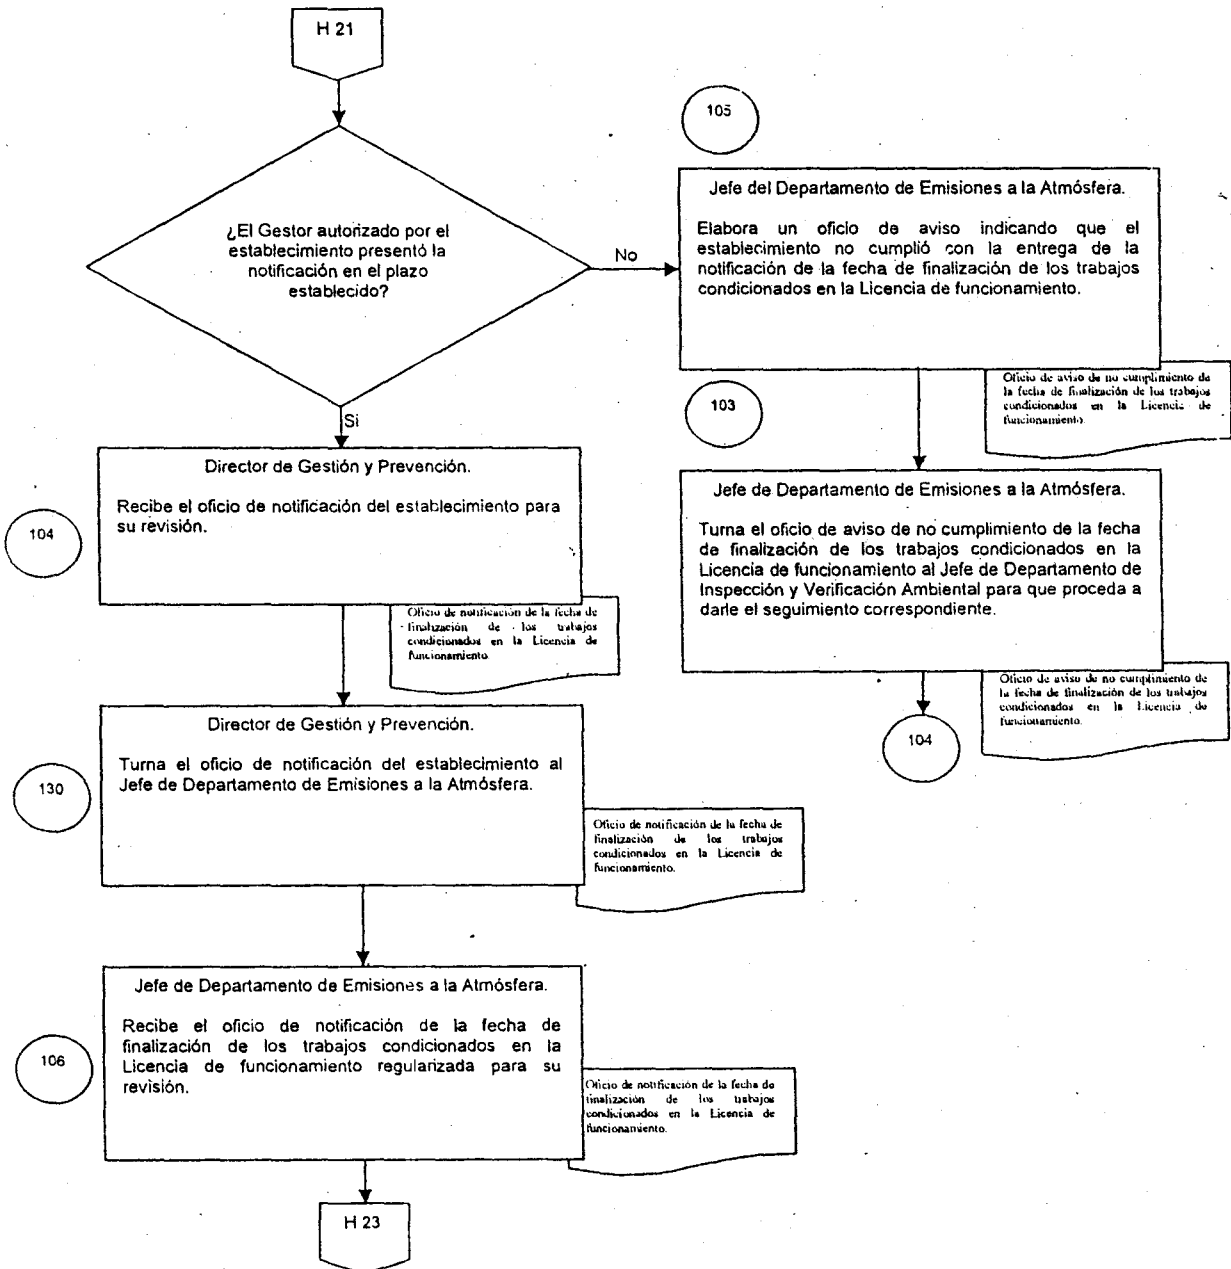 H 21
¿El Gestor autorizado por el
establecimiento presentó la
notificación en el plazo
establecido?
No
Si
105
Jefe del Departamento de Emisiones a la Atmósfera.
Elabora un oficio de aviso indicando que el
establecimiento no cumplió con la entrega de la
notificación de la fecha de finalización de los trabajos
condicionados en la Licencia de funcionamiento.
Oficio de aviso de no cumplimiento de
la fecha de finalización de los trabajos
condicionados en la Licencia de
funcionamiento.
103
Jefe de Departamento de Emisiones a la Atmósfera.
Turna el oficio de aviso de no cumplimiento de la fecha
de finalización de los trabajos condicionados en la
Licencia de funcionamiento al Jefe de Departamento de
Inspección y Verificación Ambiental para que proceda a
darle el seguimiento correspondiente.
Oficio de aviso de no cumplimiento de
la fecha de finalización de los trabajos
condicionados en la Licencia de
funcionamiento.
104
104
Director de Gestión y Prevención.
Recibe el oficio de notificación del establecimiento para
su revisión.
Oficio de notificación de la fecha de
finalización de los trabajos
condicionados en la Licencia de
funcionamiento.
130
Director de Gestión y Prevención.
Turna el oficio de notificación del establecimiento al
Jefe de Departamento de Emisiones a la Atmósfera.
Oficio de notificación de la fecha de
finalización de los trabajos
condicionados en la Licencia de
funcionamiento.
106
Jefe de Departamento de Emisiones a la Atmósfera.
Recibe el oficio de notificación de la fecha de
finalización de los trabajos condicionados en la
Licencia de funcionamiento regularizada para su
revisión.
Oficio de notificación de la fecha de
finalización de los trabajos
condicionados en la Licencia de
funcionamiento.
H 23